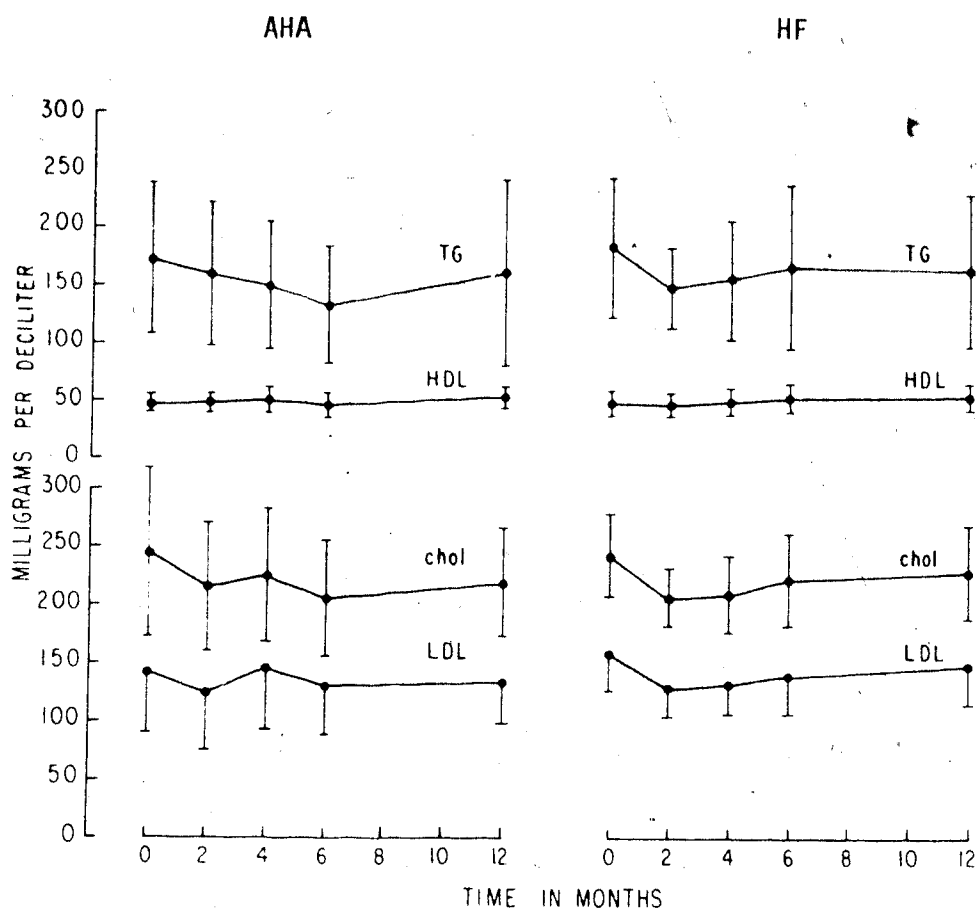 AHA HF
MILLIGRAMS PER DECILITER
300
250
200
150
100
50
0
TG
HDL
TG
HDL
300
250
200
150
100
50
0
chol
LDL
chol
LDL
0 2 4 6 8 10 12
0 2 4 6 8 10 12
TIME IN MONTHS